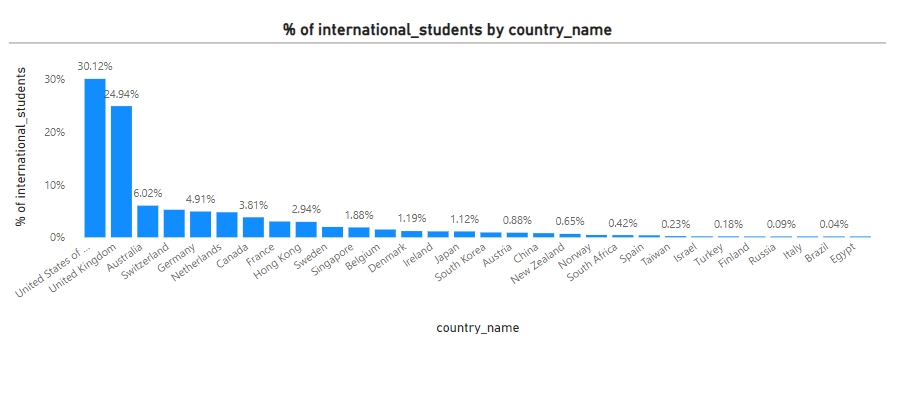 % of international_students by country_name
% of international_students
30%
20%
10%
0%
30.12%
24.94%
6.02%
4.91%
3.81%
2.94%
1.88%
1.19%
1.12%
0.88%
0.65%
0.42%
0.23%
0.18%
0.09%
0.04%
United States of ...
United Kingdom
Australia
Switzerland
Germany
Netherlands
Canada
France
Hong Kong
Sweden
Singapore
Belgium
Denmark
Ireland
Japan
South Korea
Austria
China
New Zealand
Norway
South Africa
Spain
Taiwan
Israel
Turkey
Finland
Russia
Italy
Brazil
Egypt
country_name